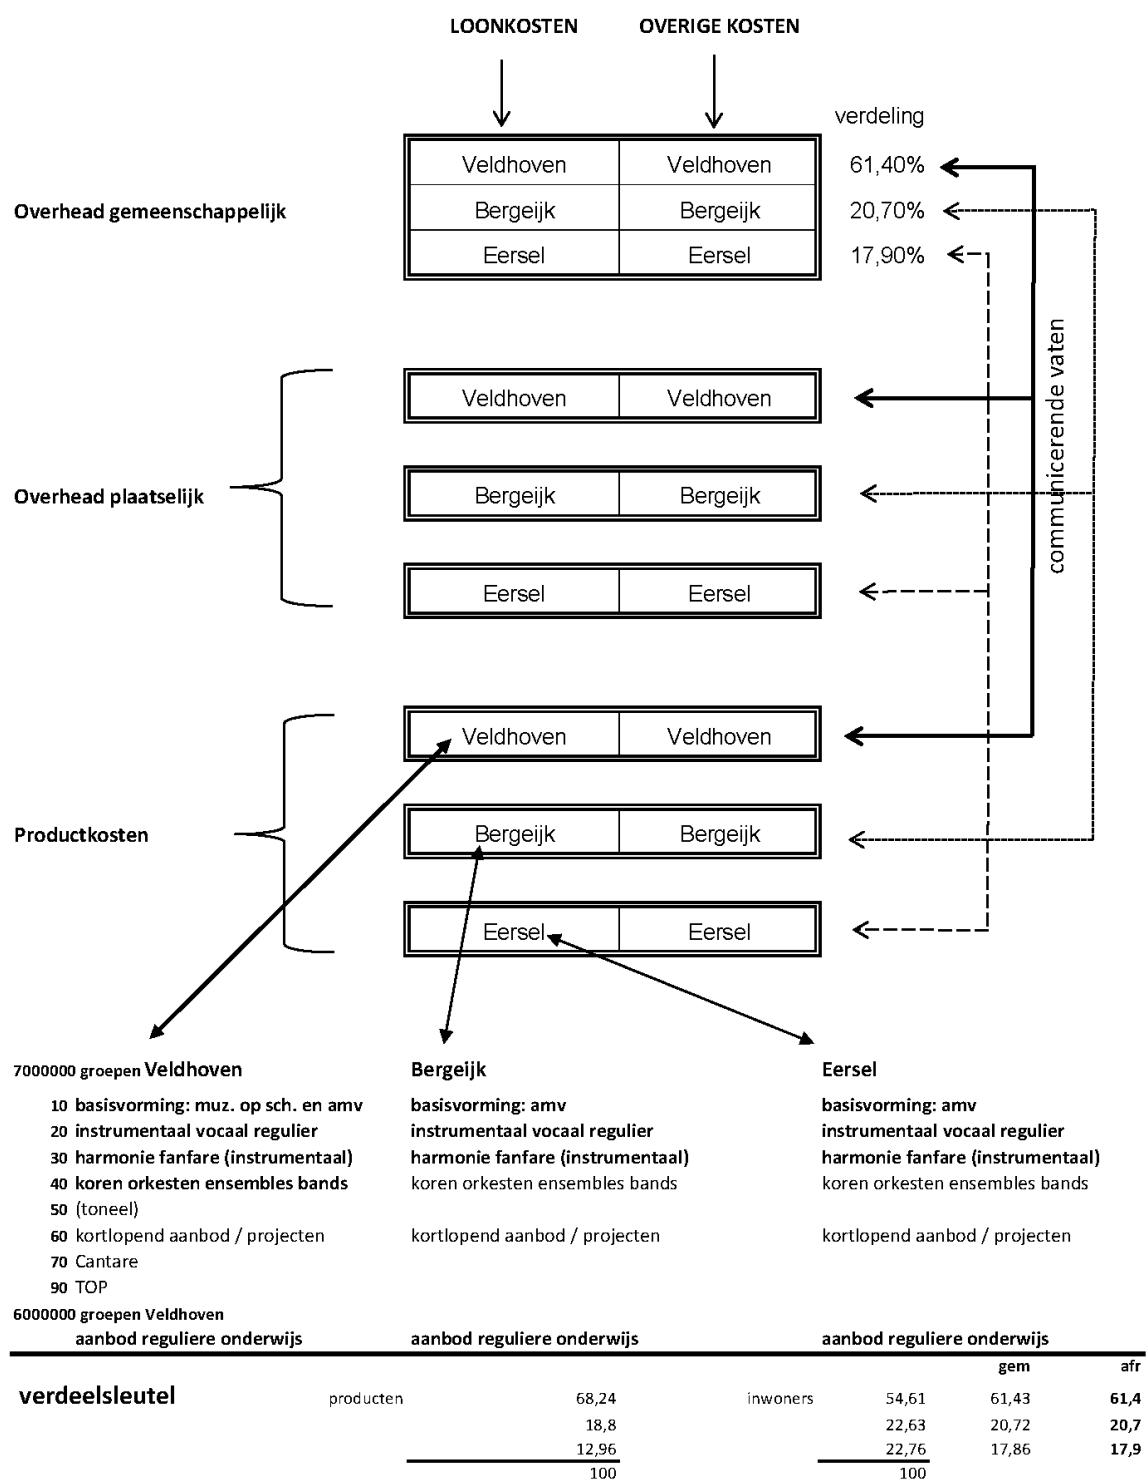 LOONKOSTEN OVERIGE KOSTEN
verdeling
Veldhoven Veldhoven 61,40%
Overhead gemeenschappelijk Bergeijk Bergeijk 20,70%
Eersel Eersel 17,90%
communicerende vaten
Veldhoven Veldhoven
Overhead plaatselijk Bergeijk Bergeijk
Eersel Eersel
Veldhoven Veldhoven
Productkosten Bergeijk Bergeijk
Eersel Eersel
7000000 groepen Veldhoven Bergeijk Eersel
10 basisvorming: muz. op sch. en amv basisvorming: amv basisvorming: amv
20 instrumentaal vocaal regulier instrumentaal vocaal regulier instrumentaal vocaal regulier
30 harmonie fanfare (instrumentaal) harmonie fanfare (instrumentaal) harmonie fanfare (instrumentaal)
40 koren orkesten ensembles bands koren orkesten ensembles bands koren orkesten ensembles bands
50 (toneel)
60 kortlopend aanbod / projecten kortlopend aanbod / projecten kortlopend aanbod / projecten
70 Cantare
90 TOP
6000000 groepen Veldhoven
aanbod reguliere onderwijs aanbod reguliere onderwijs aanbod reguliere onderwijs
gem afr
verdeelsleutel producten 68,24 inwoners 54,61 61,43 61,4
18,8 22,63 20,72 20,7
12,96 22,76 17,86 17,9
100 100